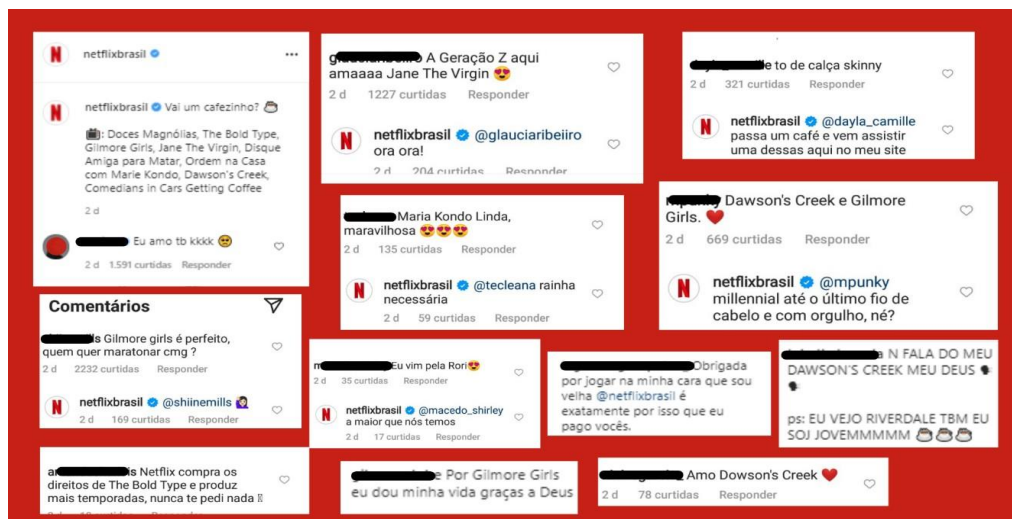 netflixbrasil
netflixbrasil Vai um cafezinho? ☕
📺: Doces Magnólias, The Bold Type,
Gilmore Girls, Jane The Virgin, Disque
Amiga para Matar, Ordem na Casa
com Marie Kondo, Dawson's Creek,
Comedians in Cars Getting Coffee
2 d
Eu amo tb kkkk 🥺
2 d 1.591 curtidas Responder
Comentários
s Gilmore girls é perfeito,
quem quer maratonar cmg ?
2 d 2232 curtidas Responder
netflixbrasil @shiinemills 🙋🏻‍♀️
2 d 169 curtidas Responder
is Netflix compra os
direitos de The Bold Type e produz
mais temporadas, nunca te pedi nada
A Geração Z aqui
amaaaa Jane The Virgin 😍
2 d 1227 curtidas Responder
netflixbrasil @glauciaribeiiro
ora ora!
2 d 204 curtidas Responder
Maria Kondo Linda,
maravilhosa 😍😍😍
2 d 135 curtidas Responder
netflixbrasil @tecleana rainha
necessária
2 d 59 curtidas Responder
Eu vim pela Rori😍
2 d 35 curtidas Responder
netflixbrasil @macedo_shirley
a maior que nós temos
2 d 17 curtidas Responder
e Por Gilmore Girls
eu dou minha vida graças a Deus
Obrigada
por jogar na minha cara que sou
velha @netflixbrasil é
exatamente por isso que eu
pago vocês.
e to de calça skinny
2 d 321 curtidas Responder
netflixbrasil @dayla_camille
passa um café e vem assistir
uma dessas aqui no meu site
mpunky Dawson's Creek e Gilmore
Girls. ❤️
2 d 669 curtidas Responder
netflixbrasil @mpunky
millennial até o último fio de
cabelo e com orgulho, né?
a N FALA DO MEU
DAWSON'S CREEK MEU DEUS 🗣
🗣
ps: EU VEJO RIVERDALE TBM EU
SOJ JOVEMMMMM ☕☕☕
Amo Dowson's Creek ❤️
2 d 78 curtidas Responder